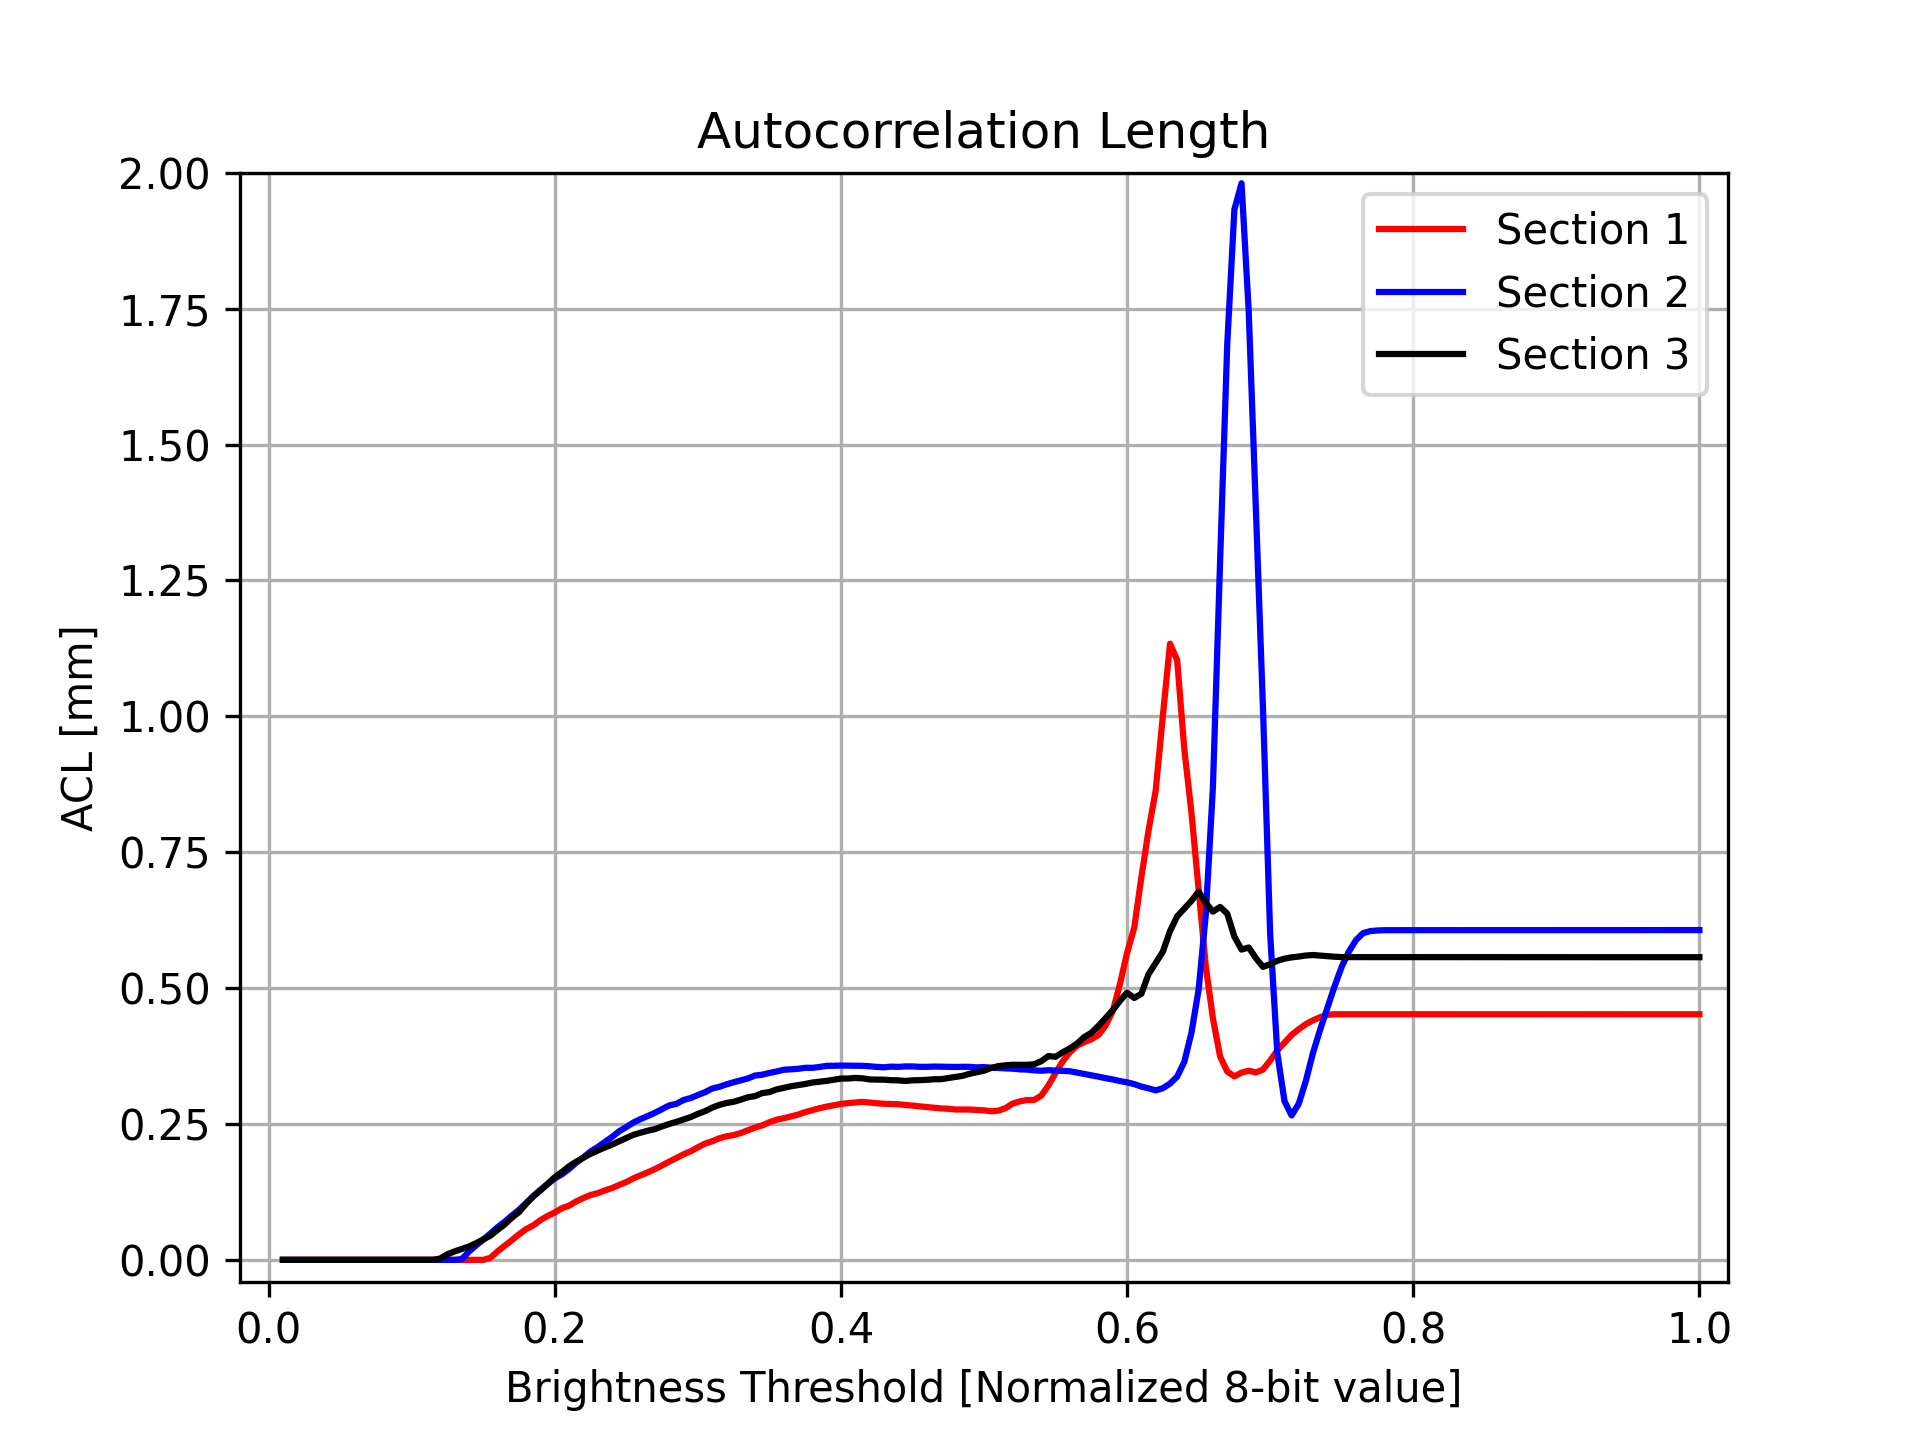 Autocorrelation Length
2.00
1.75
1.50
1.25
1.00
0.75
0.50
0.25
0.00
ACL [mm]
Section 1
Section 2
Section 3
0.0 0.2 0.4 0.6 0.8 1.0
Brightness Threshold [Normalized 8-bit value]